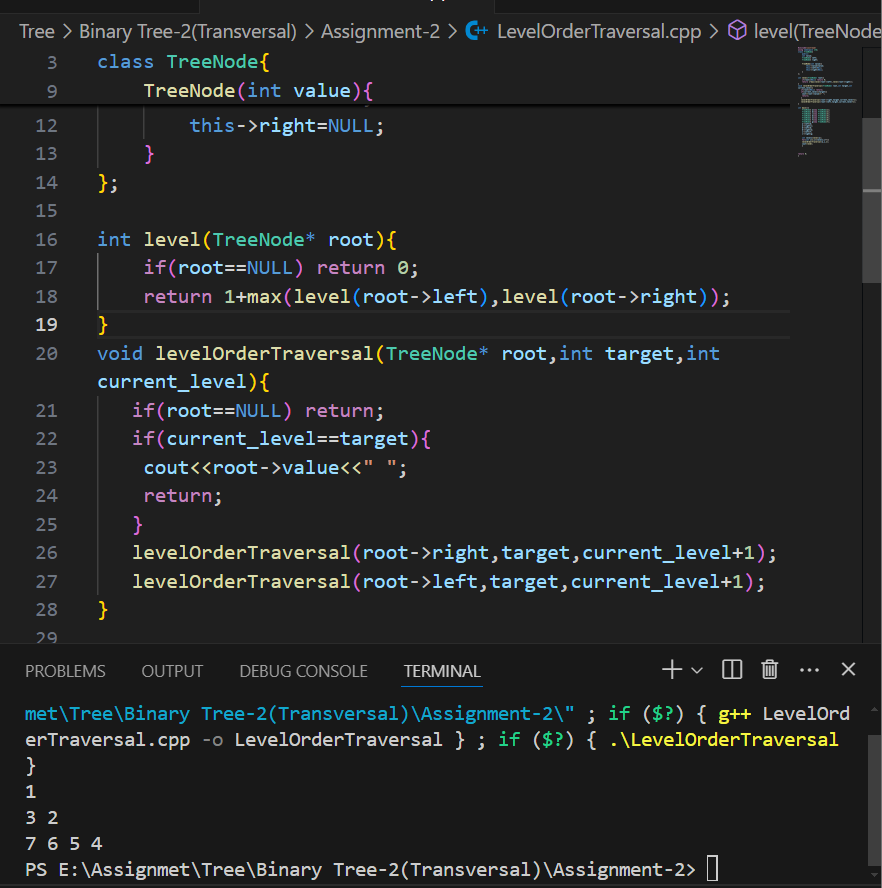 Tree > Binary Tree-2(Transversal) > Assignment-2 > LevelOrderTraversal.cpp > level(TreeNode
3 class TreeNode{
9 TreeNode(int value){
12 this->right=NULL;
13 }
14 };
15
16 int level(TreeNode* root){
17 if(root==NULL) return 0;
18 return 1+max(level(root->left),level(root->right));
19 }
20 void levelOrderTraversal(TreeNode* root,int target,int
current_level){
21 if(root==NULL) return;
22 if(current_level==target){
23 cout<<root->value<<" ";
24 return;
25 }
26 levelOrderTraversal(root->right,target,current_level+1);
27 levelOrderTraversal(root->left,target,current_level+1);
28 }
29
PROBLEMS OUTPUT DEBUG CONSOLE TERMINAL
met\Tree\Binary Tree-2(Transversal)\Assignment-2\" ; if ($?) { g++ LevelOrd
erTraversal.cpp -o LevelOrderTraversal } ; if ($?) { .\LevelOrderTraversal
}
1
3 2
7 6 5 4
PS E:\Assignmet\Tree\Binary Tree-2(Transversal)\Assignment-2>